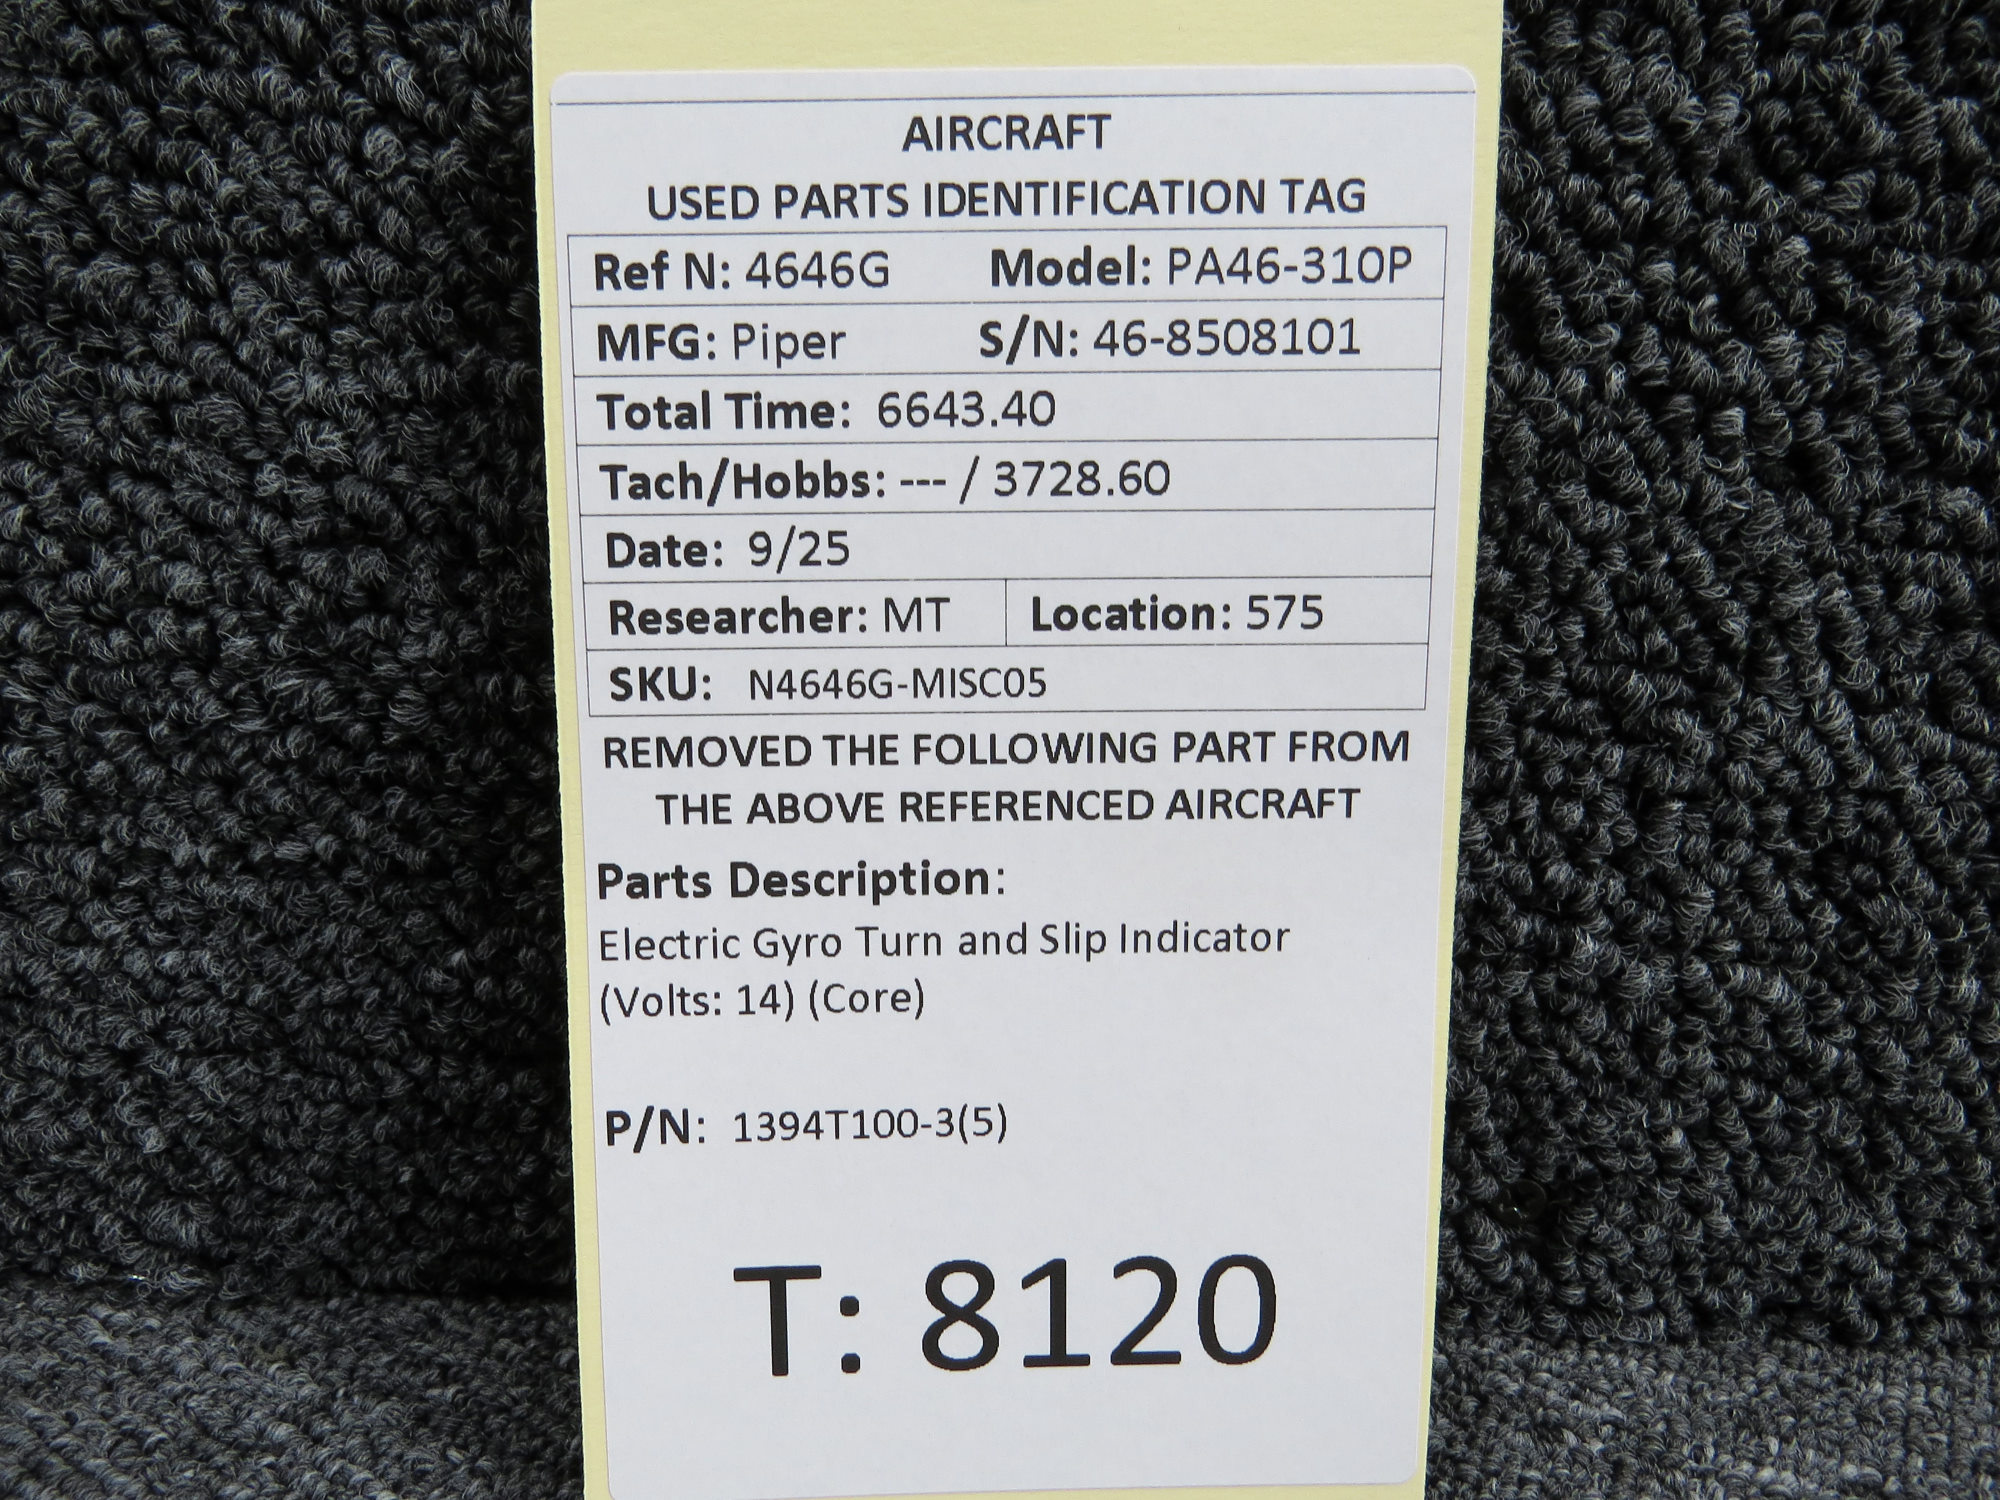 AIRCRAFT
USED PARTS IDENTIFICATION TAG
Ref N: 4646G Model: PA46-310P
MFG: Piper S/N: 46-8508101
Total Time: 6643.40
Tach/Hobbs: --- / 3728.60
Date: 9/25
Researcher: MT Location: 575
SKU: N4646G-MISC05
REMOVED THE FOLLOWING PART FROM
THE ABOVE REFERENCED AIRCRAFT
Parts Description:
Electric Gyro Turn and Slip Indicator
(Volts: 14) (Core)
P/N: 1394T100-3(5)
T: 8120